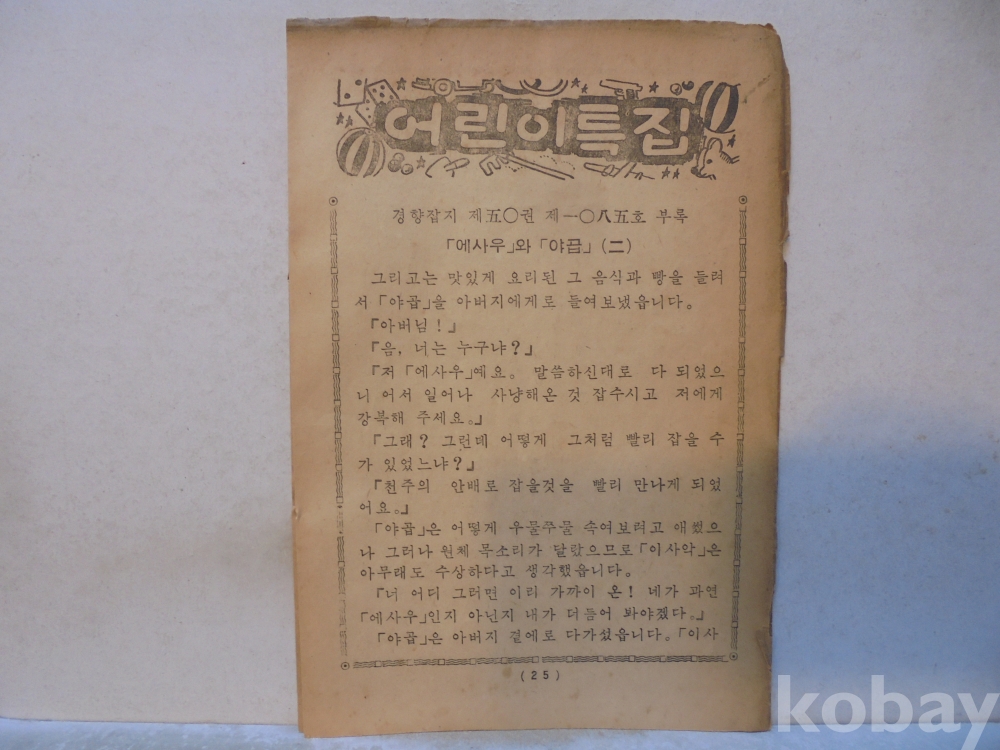 어린이특집
경향잡지 제五〇권 제一〇八五호 부록
「에사우」와 「야곱」 (二)
그리고는 맛있게 요리된 그 음식과 빵을 들려
서 「야곱」을 아버지에게로 들여보냈읍니다.
『아버님!』
『음, 너는 누구냐?』
『저 「에사우」예요。 말씀하신대로 다 되었으
니 어서 일어나 사냥해온 것 잡수시고 저에게
강복해 주세요。』
『그래? 그런데 어떻게 그처럼 빨리 잡을 수
가 있었느냐?』
『천주의 안배로 잡을것을 빨리 만나게 되었
어요。』
「야곱」은 어떻게 우물쭈물 속여보려고 애썼으
나 그러나 원체 목소리가 달랐으므로 「이사악」은
아무래도 수상하다고 생각했읍니다。
『너 어디 그러면 이리 가까이 온! 네가 과연
「에사우」인지 아닌지 내가 더듬어 봐야겠다。』
「야곱」은 아버지 곁에로 다가섰읍니다。「이사
(25)
kobay